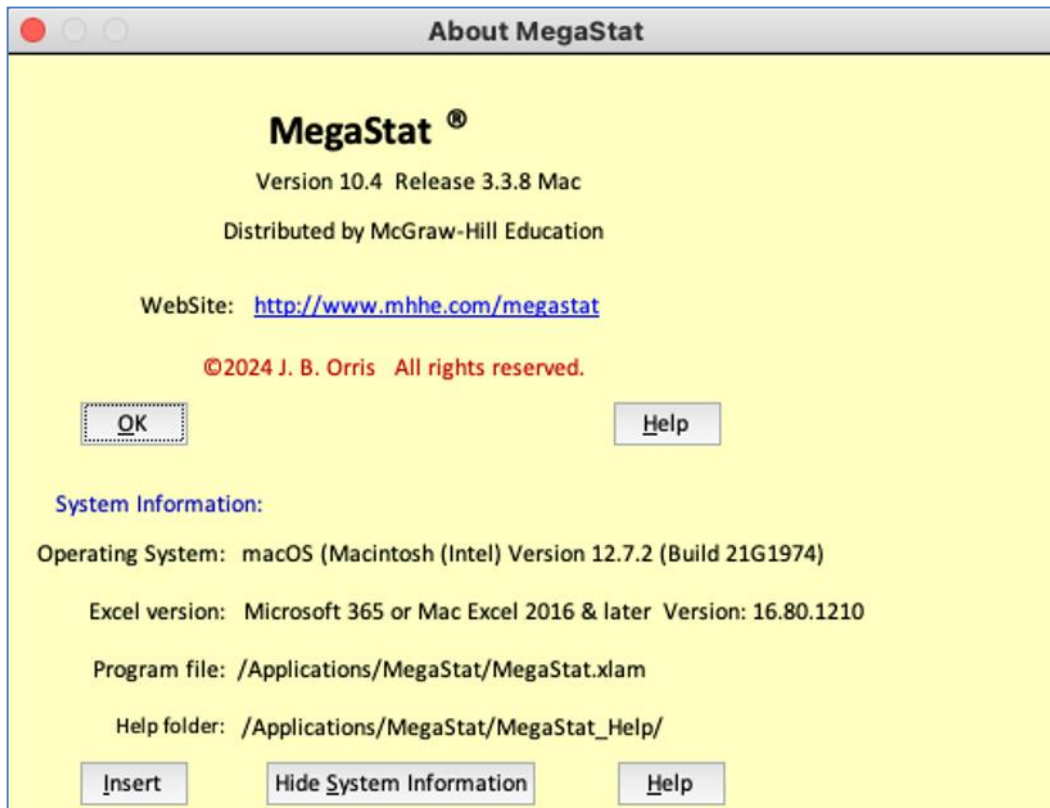 About MegaStat
MegaStat ®
Version 10.4 Release 3.3.8 Mac
Distributed by McGraw-Hill Education
WebSite: http://www.mhhe.com/megastat
©2024 J. B. Orris All rights reserved.
OK Help
System Information:
Operating System: macOS (Macintosh (Intel) Version 12.7.2 (Build 21G1974)
Excel version: Microsoft 365 or Mac Excel 2016 & later Version: 16.80.1210
Program file: /Applications/MegaStat/MegaStat.xlam
Help folder: /Applications/MegaStat/MegaStat_Help/
Insert Hide System Information Help